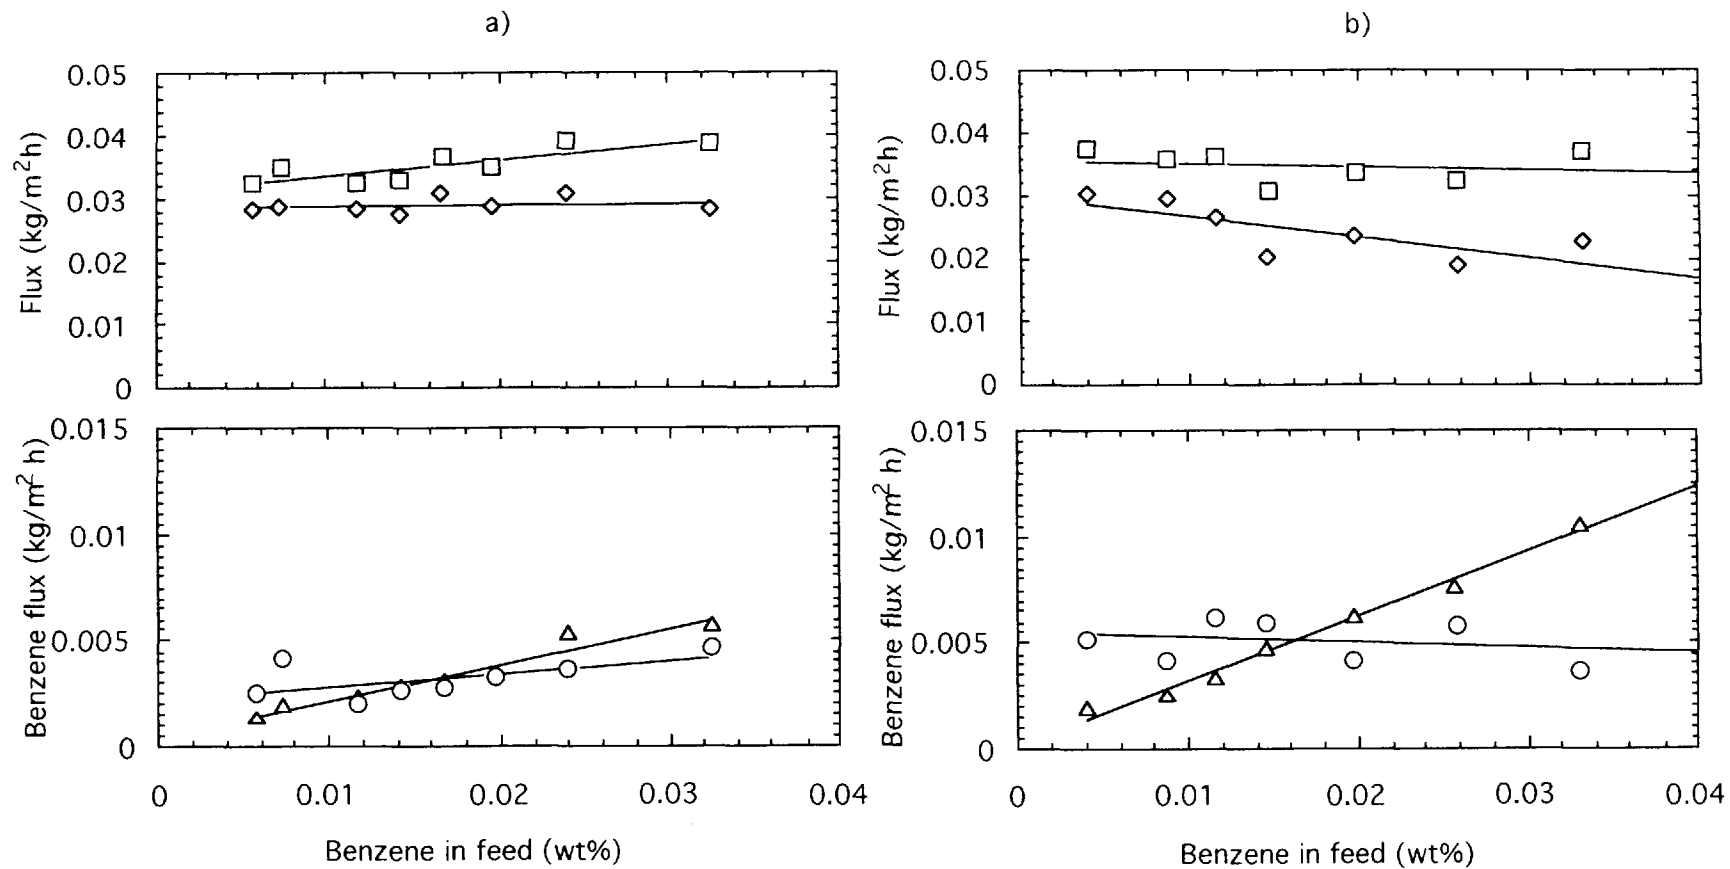 a)
0.05
0.04
0.03
0.02
0.01
0
Flux (kg/m²h)
b)
0.05
0.04
0.03
0.02
0.01
0
Flux (kg/m²h)
0.015
0.01
0.005
0
Benzene flux (kg/m² h)
0 0.01 0.02 0.03 0.04
Benzene in feed (wt%)
0.015
0.01
0.005
0
Benzene flux (kg/m² h)
0 0.01 0.02 0.03 0.04
Benzene in feed (wt%)